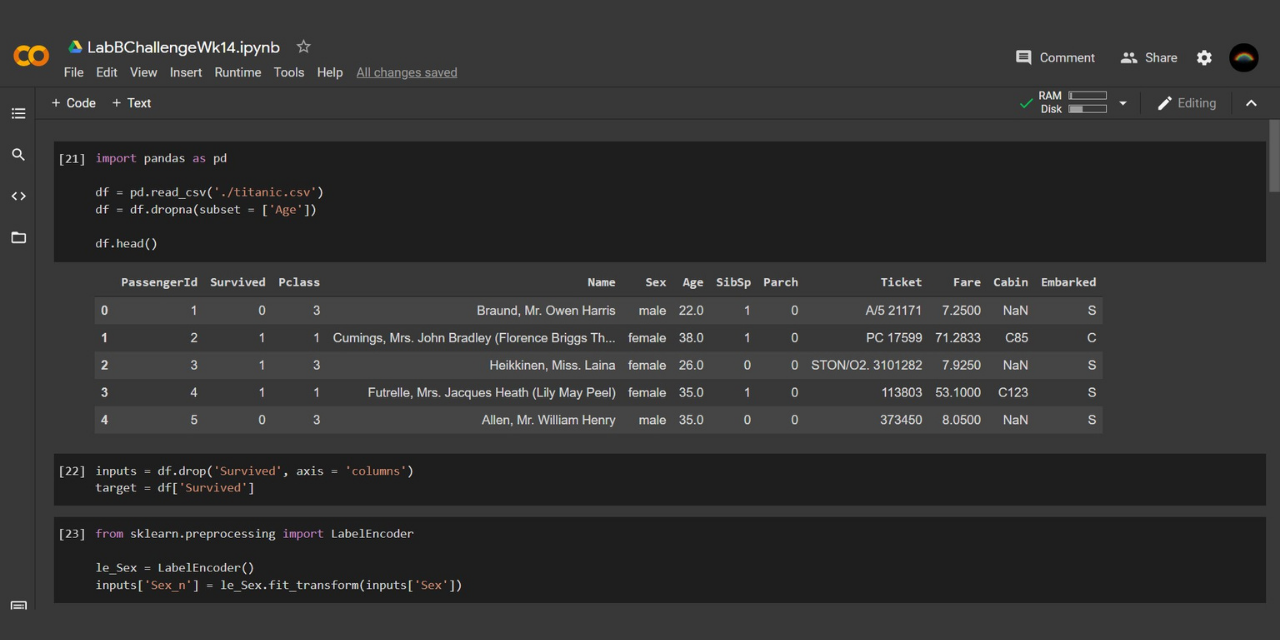 LabBChallengeWk14.ipynb
File Edit View Insert Runtime Tools Help All changes saved
Comment Share
+ Code + Text
RAM
Disk
Editing
[21] import pandas as pd
df = pd.read_csv('./titanic.csv')
df = df.dropna(subset = ['Age'])
df.head()
PassengerId Survived Pclass Name Sex Age SibSp Parch Ticket Fare Cabin Embarked
0 1 0 3 Braund, Mr. Owen Harris male 22.0 1 0 A/5 21171 7.2500 NaN S
1 2 1 1 Cumings, Mrs. John Bradley (Florence Briggs Th... female 38.0 1 0 PC 17599 71.2833 C85 C
2 3 1 3 Heikkinen, Miss. Laina female 26.0 0 0 STON/O2. 3101282 7.9250 NaN S
3 4 1 1 Futrelle, Mrs. Jacques Heath (Lily May Peel) female 35.0 1 0 113803 53.1000 C123 S
4 5 0 3 Allen, Mr. William Henry male 35.0 0 0 373450 8.0500 NaN S
[22] inputs = df.drop('Survived', axis = 'columns')
target = df['Survived']
[23] from sklearn.preprocessing import LabelEncoder
le_Sex = LabelEncoder()
inputs['Sex_n'] = le_Sex.fit_transform(inputs['Sex'])